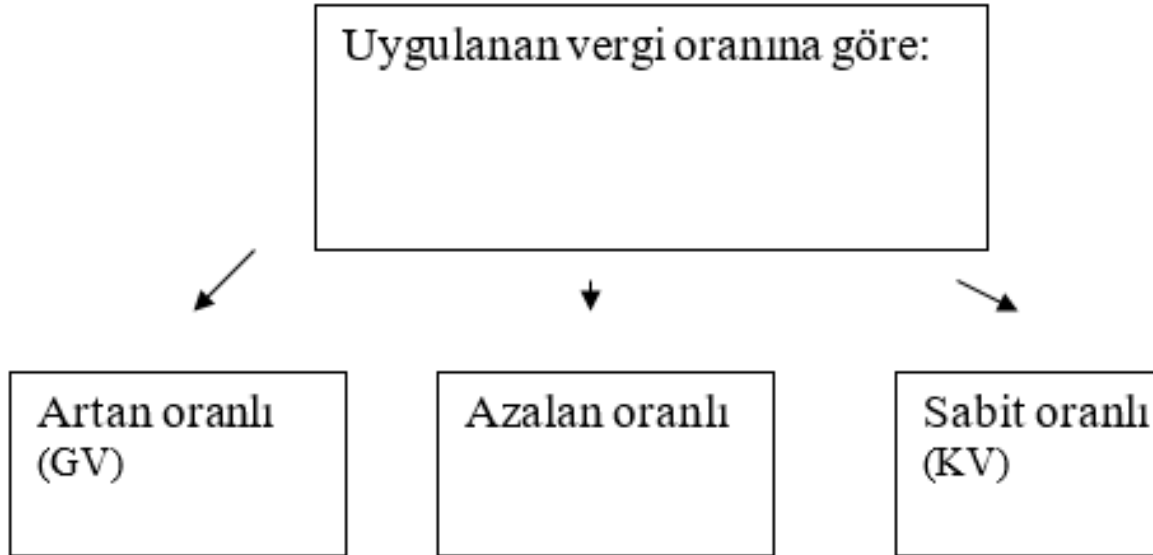 Uygulanan vergi oranına göre:
Artan oranlı
(GV)
Azalan oranlı
Sabit oranlı
(KV)